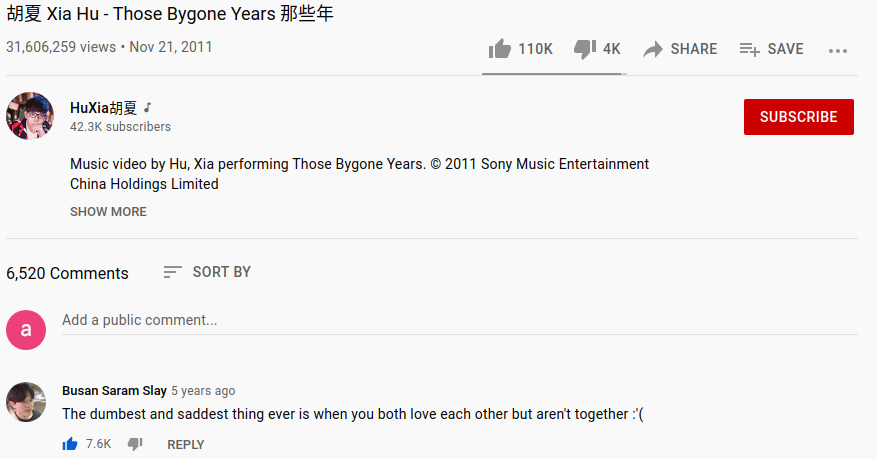 胡夏 Xia Hu - Those Bygone Years 那些年
31,606,259 views • Nov 21, 2011
110K 4K SHARE SAVE
HuXia胡夏
42.3K subscribers
SUBSCRIBE
Music video by Hu, Xia performing Those Bygone Years. © 2011 Sony Music Entertainment
China Holdings Limited
SHOW MORE
6,520 Comments SORT BY
a
Add a public comment...
Busan Saram Slay 5 years ago
The dumbest and saddest thing ever is when you both love each other but aren't together :'(
7.6K REPLY